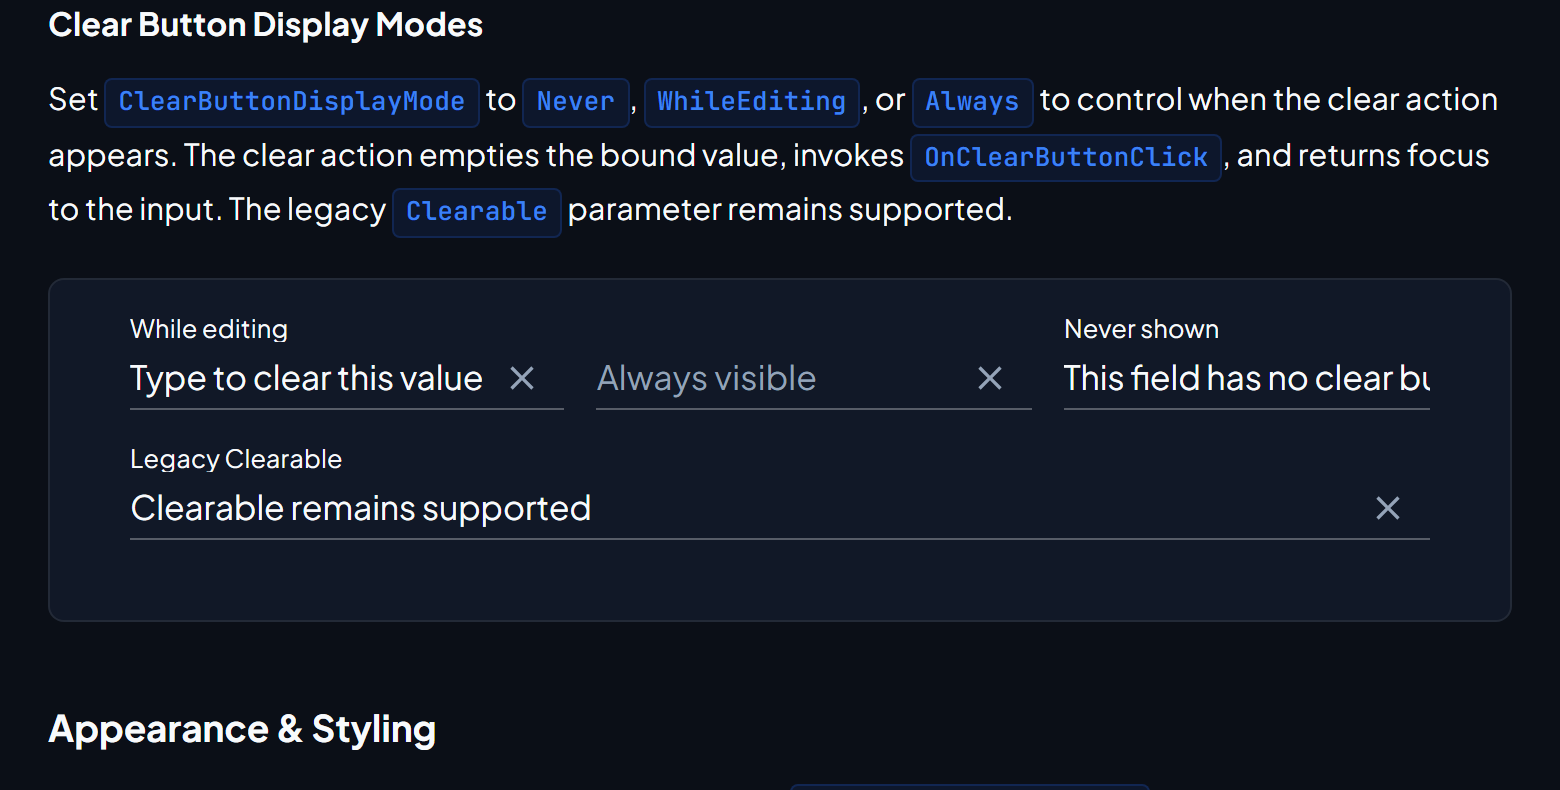 Clear Button Display Modes
Set ClearButtonDisplayMode to Never, WhileEditing, or Always to control when the clear action
appears. The clear action empties the bound value, invokes OnClearButtonClick, and returns focus
to the input. The legacy Clearable parameter remains supported.
While editing
Type to clear this value
Always visible
Never shown
This field has no clear bu
Legacy Clearable
Clearable remains supported
Appearance & Styling